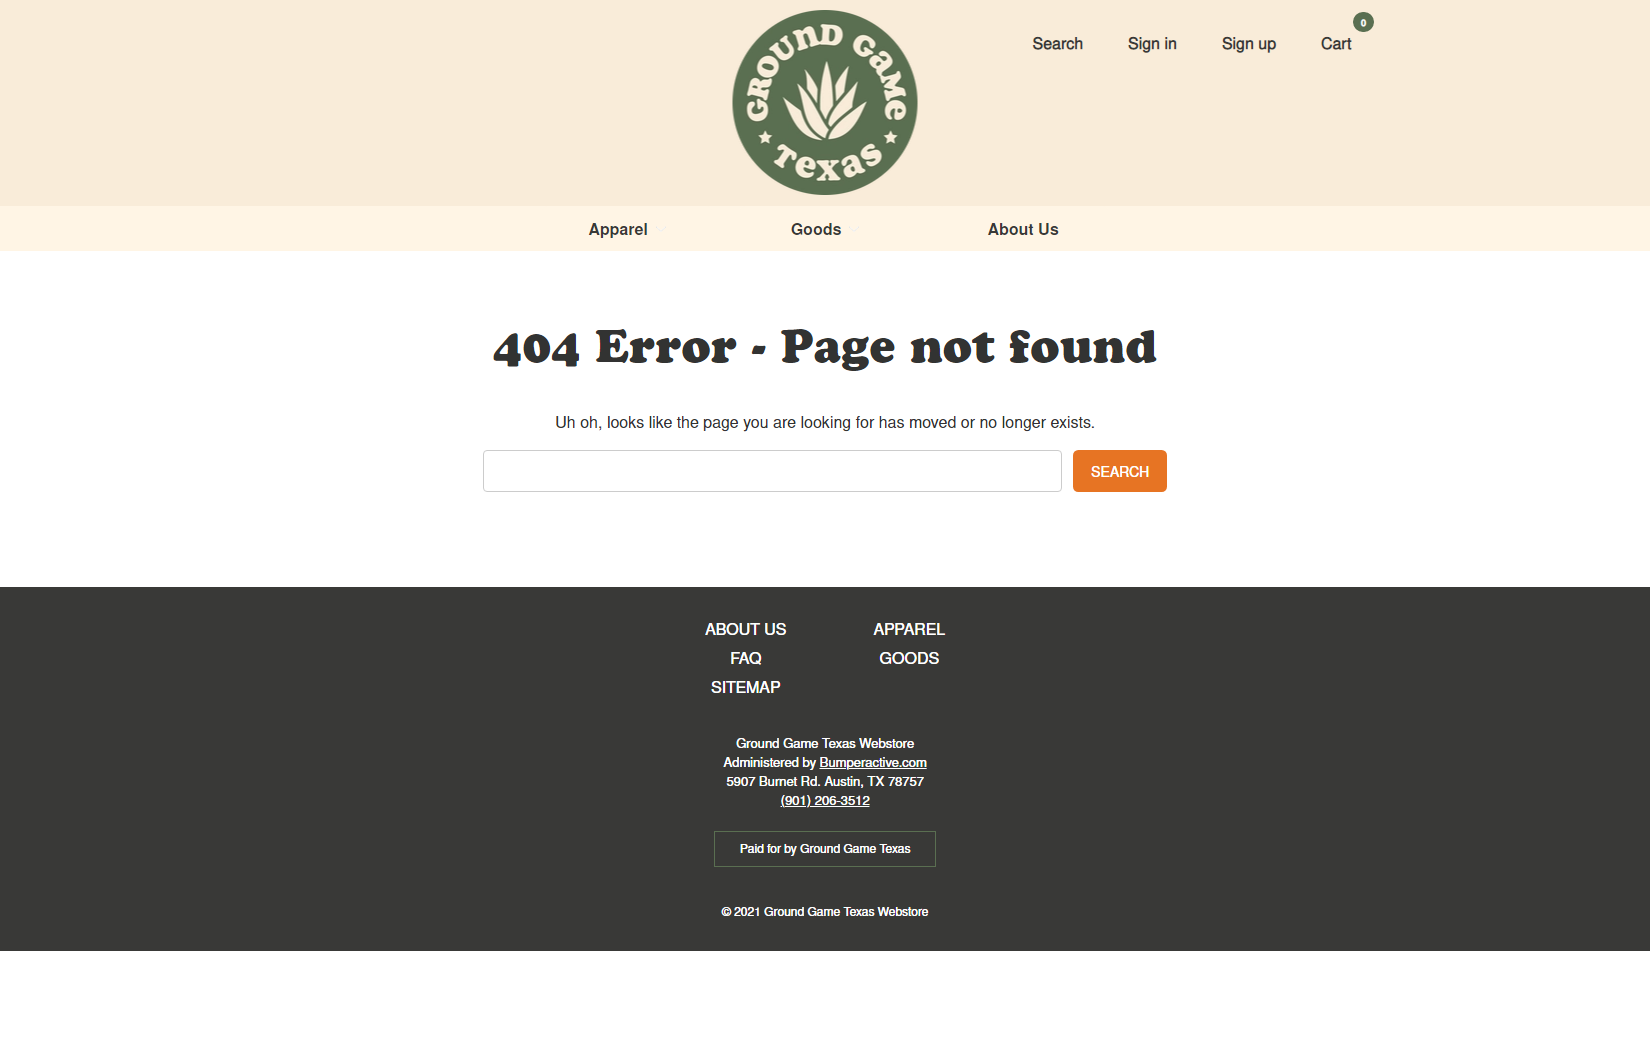 GROUND GaMe
Texas
Search
Sign in
Sign up
Cart
0
Apparel
Goods
About Us
404 Error - Page not found
Uh oh, looks like the page you are looking for has moved or no longer exists.
SEARCH
ABOUT US
FAQ
SITEMAP
APPAREL
GOODS
Ground Game Texas Webstore
Administered by Bumperactive.com
5907 Burnet Rd. Austin, TX 78757
(901) 206-3512
Paid for by Ground Game Texas
© 2021 Ground Game Texas Webstore